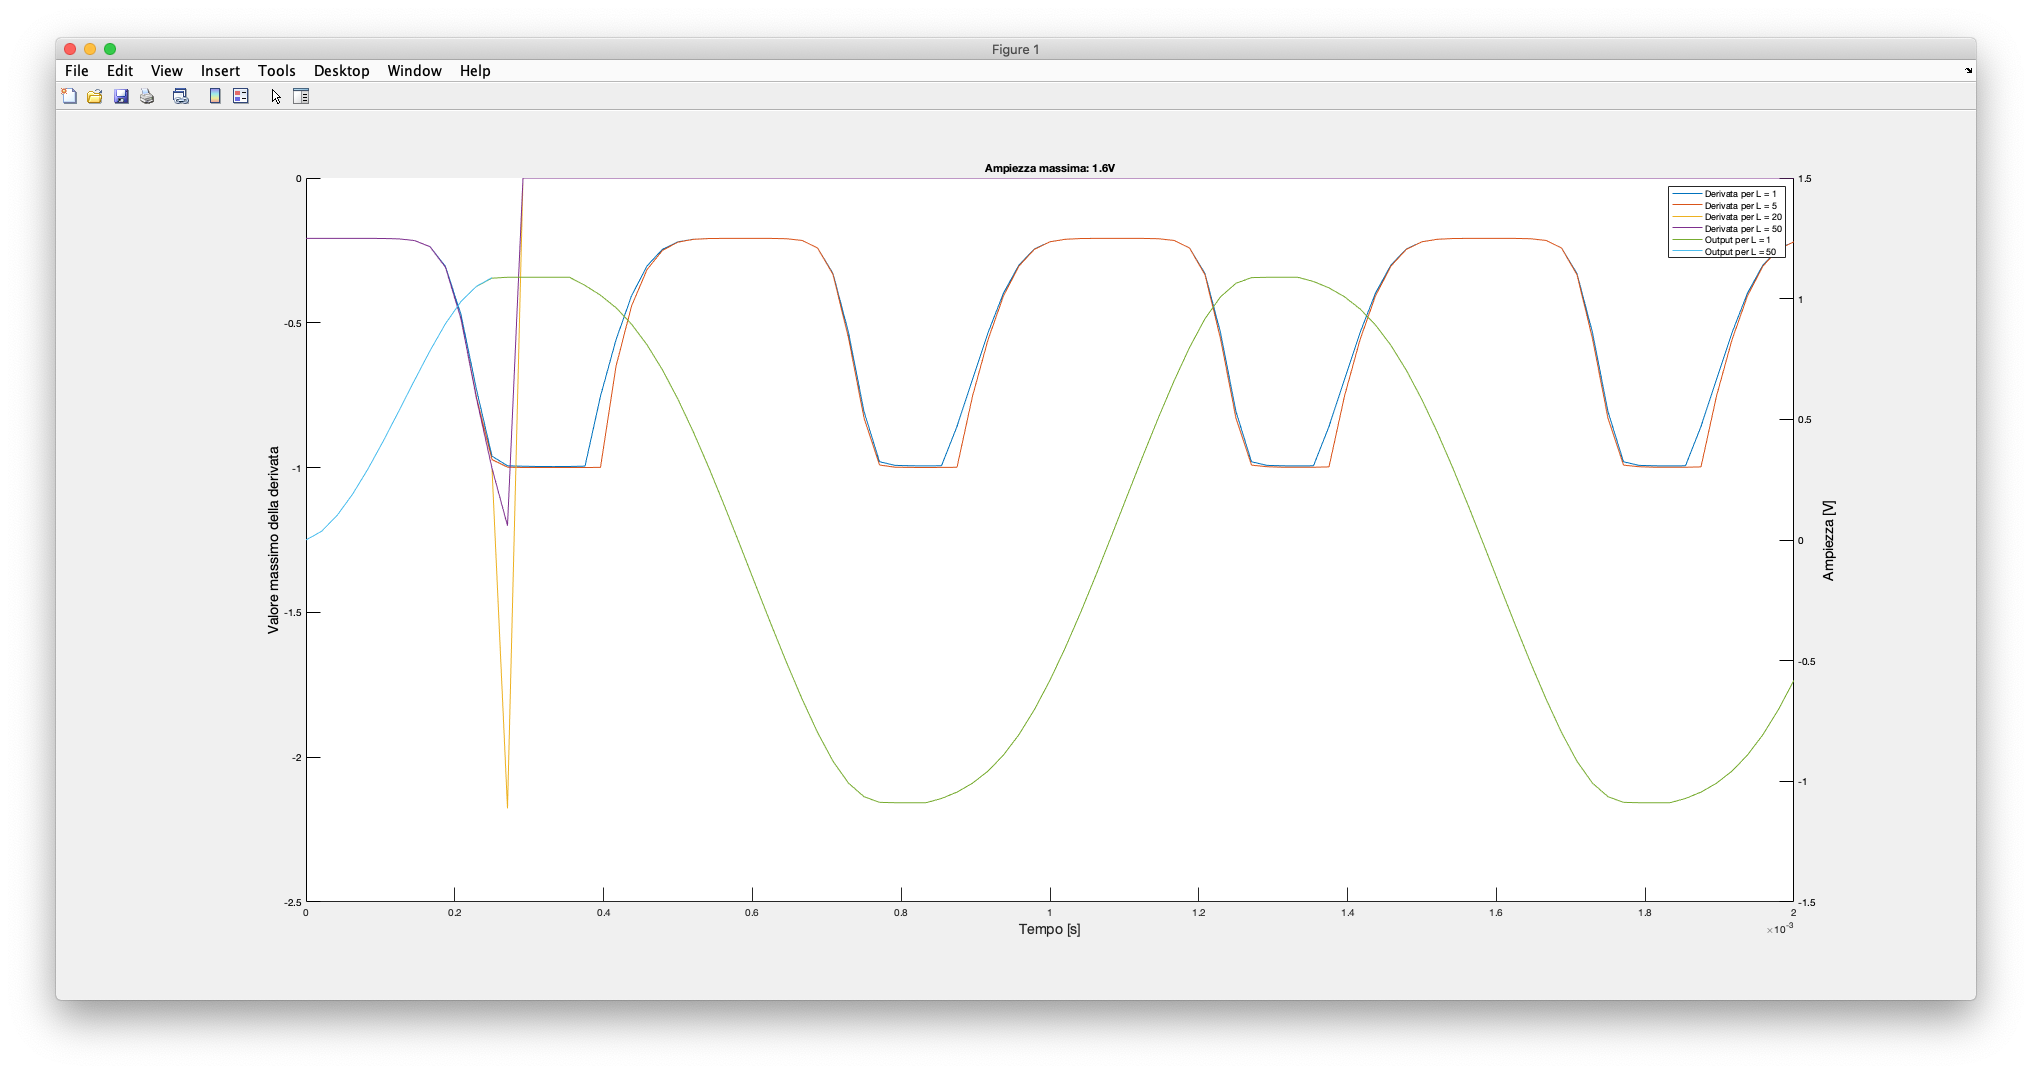 Figure 1
File Edit View Insert Tools Desktop Window Help
Ampiezza massima: 1.6V
Derivata per L = 1
Derivata per L = 5
Derivata per L = 20
Derivata per L = 50
Output per L = 1
Output per L = 50
Valore massimo della derivata
0
-0.5
-1
-1.5
-2
-2.5
1.5
1
0.5
0
-0.5
-1
-1.5
Ampiezza [V]
0 0.2 0.4 0.6 0.8 1 1.2 1.4 1.6 1.8 2
×10-3
Tempo [s]